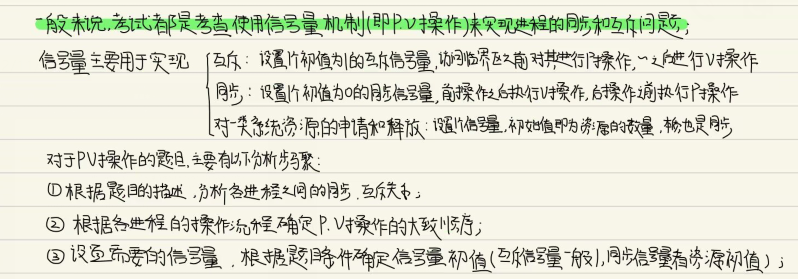 一般来说,考试都是考查使用信号量机制(即P.V操作)来实现进程的同步和互斥问题;
信号量主要用于实现 互斥: 设置一个初值为1的互斥信号量,访问临界区之前对其进行P操作,~之后进行V操作
同步: 设置一个初值为0的同步信号量,前操作之后执行V操作,后操作之前执行P操作
对一类系统资源的申请和释放: 设置一个信号量,初始值即为资源的数量,本质也是同步
对于PV操作的题目,主要有以下分析步骤:
① 根据题目的描述,分析各进程之间的同步、互斥关系;
② 根据各进程的操作流程确定P、V操作的大致顺序;
③ 设置需要的信号量,根据题目条件确定信号量初值(互斥信号量一般1,同步信号量看资源初值);